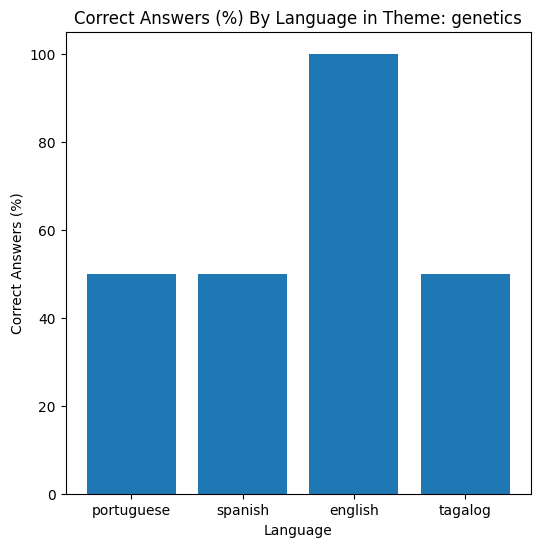 Correct Answers (%) By Language in Theme: genetics
Correct Answers (%)
100
80
60
40
20
0
portuguese spanish english tagalog
Language